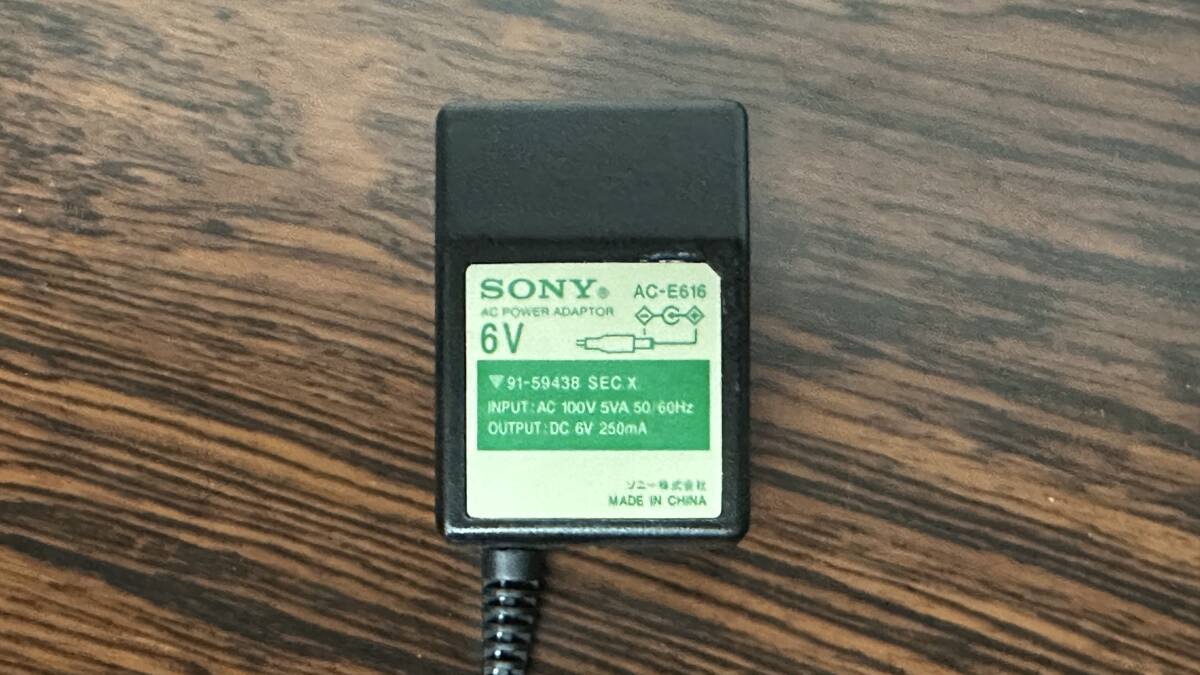 SONY® AC-E616
AC POWER ADAPTOR
6V
▼91-59438 SEC X
INPUT: AC 100V 5VA 50/60Hz
OUTPUT: DC 6V 250mA
ソニー株式会社
MADE IN CHINA